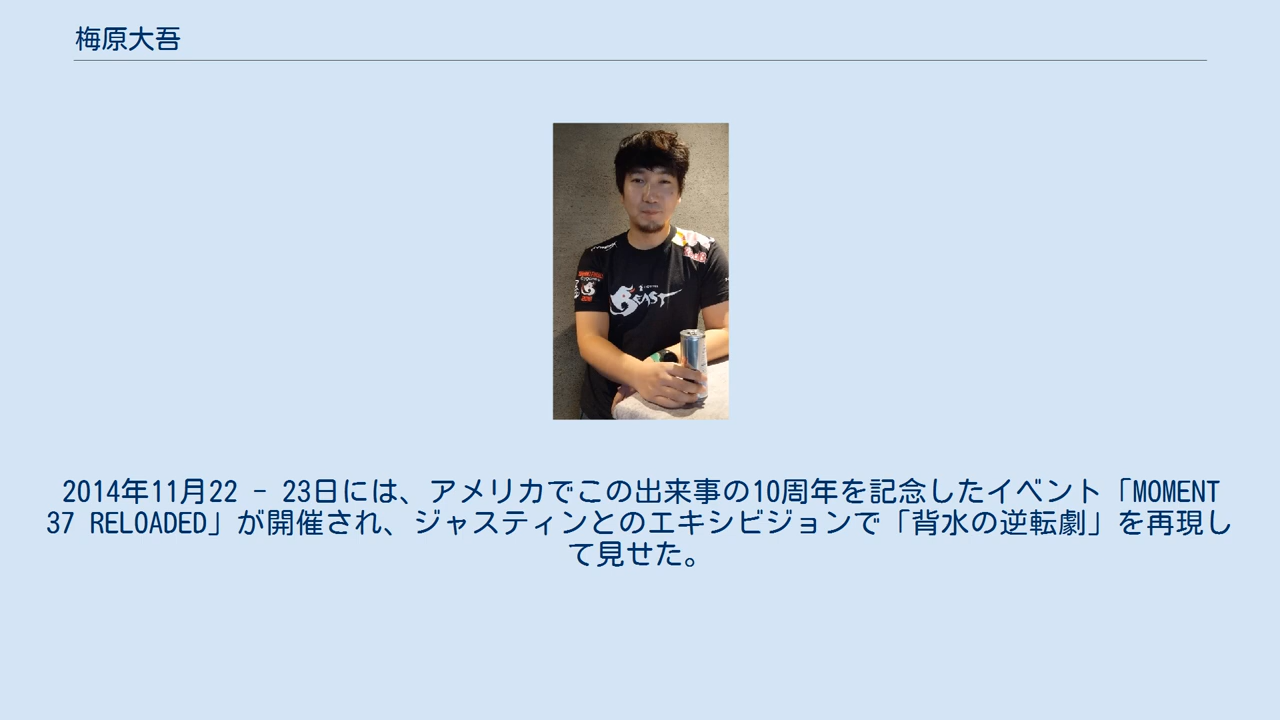 梅原大吾
BEAST
2014年11月22 - 23日には、アメリカでこの出来事の10周年を記念したイベント「MOMENT
37 RELOADED」が開催され、ジャスティンとのエキシビジョンで「背水の逆転劇」を再現し
て見せた。